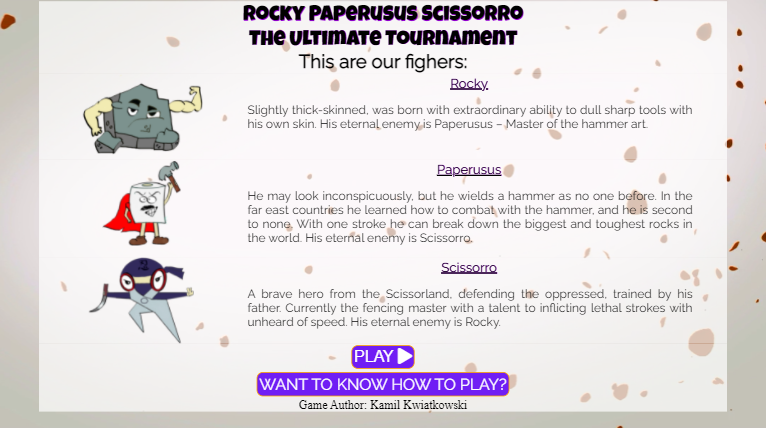 Rocky Paperusus Scissorro
The Ultimate Tournament
This are our fighers:
Rocky
Slightly thick-skinned, was born with extraordinary ability to dull sharp tools with
his own skin. His eternal enemy is Paperusus – Master of the hammer art.
Paperusus
He may look inconspicuously, but he wields a hammer as no one before. In the
far east countries he learned how to combat with the hammer, and he is second
to none. With one stroke he can break down the biggest and toughest rocks in
the world. His eternal enemy is Scissorro.
Scissorro
A brave hero from the Scissorland, defending the oppressed, trained by his
father. Currently the fencing master with a talent to inflicting lethal strokes with
unheard of speed. His eternal enemy is Rocky.
PLAY
WANT TO KNOW HOW TO PLAY?
Game Author: Kamil Kwiatkowski